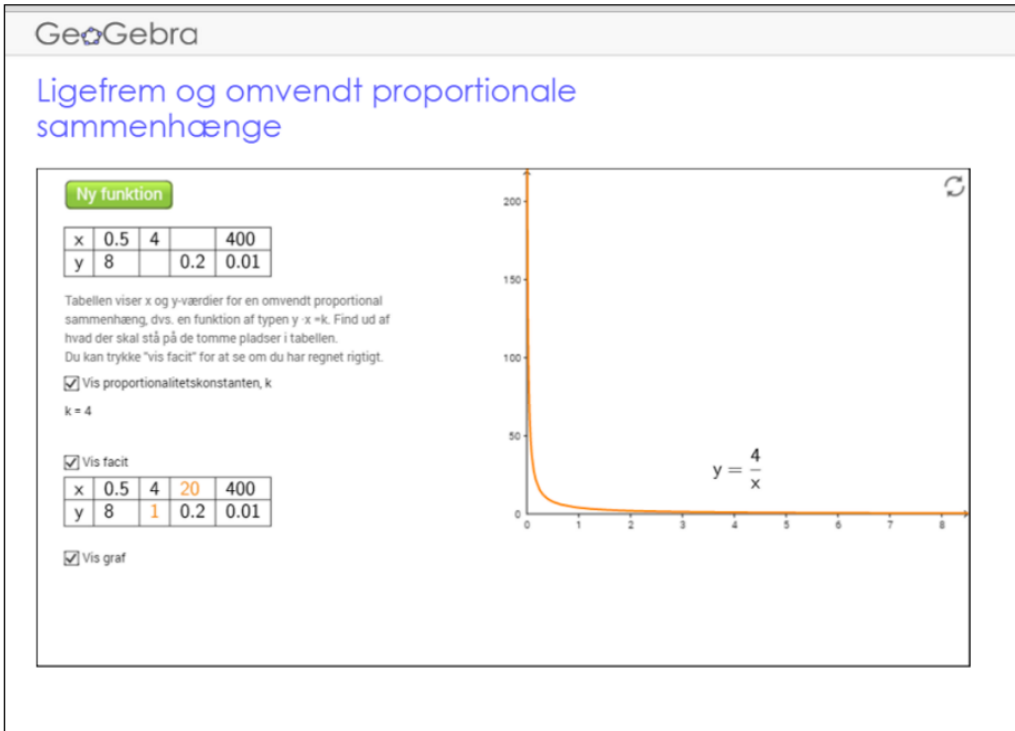 GeoGebra
Ligefrem og omvendt proportionale
sammenhænge
Ny funktion
x 0.5 4 400
y 8 0.2 0.01
Tabellen viser x og y-værdier for en omvendt proportional
sammenhæng, dvs. en funktion af typen y ·x =k. Find ud af
hvad der skal stå på de tomme pladser i tabellen.
Du kan trykke "vis facit" for at se om du har regnet rigtigt.
Vis proportionalitetskonstanten, k
k = 4
Vis facit
x 0.5 4 20 400
y 8 1 0.2 0.01
Vis graf
200
150
100
50
0
0 1 2 3 4 5 6 7 8
y = 4/x